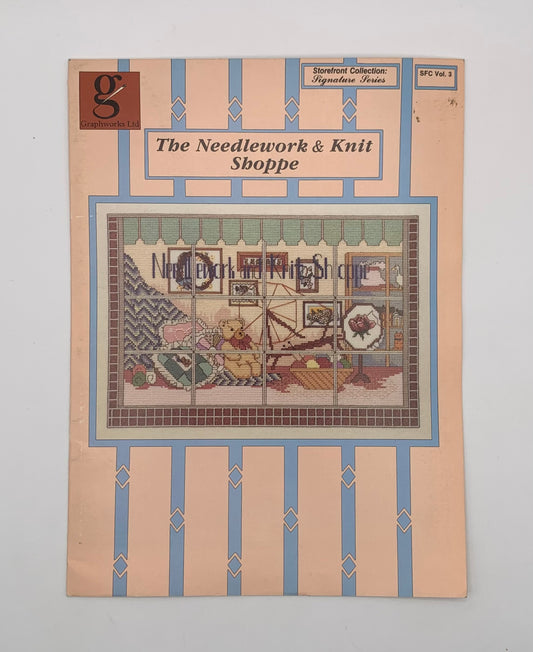 g
Graphworks Ltd
Storefront Collection:
Signature Series
SFC Vol. 3
The Needlework & Knit
Shoppe
Needlework and Knit Shoppe